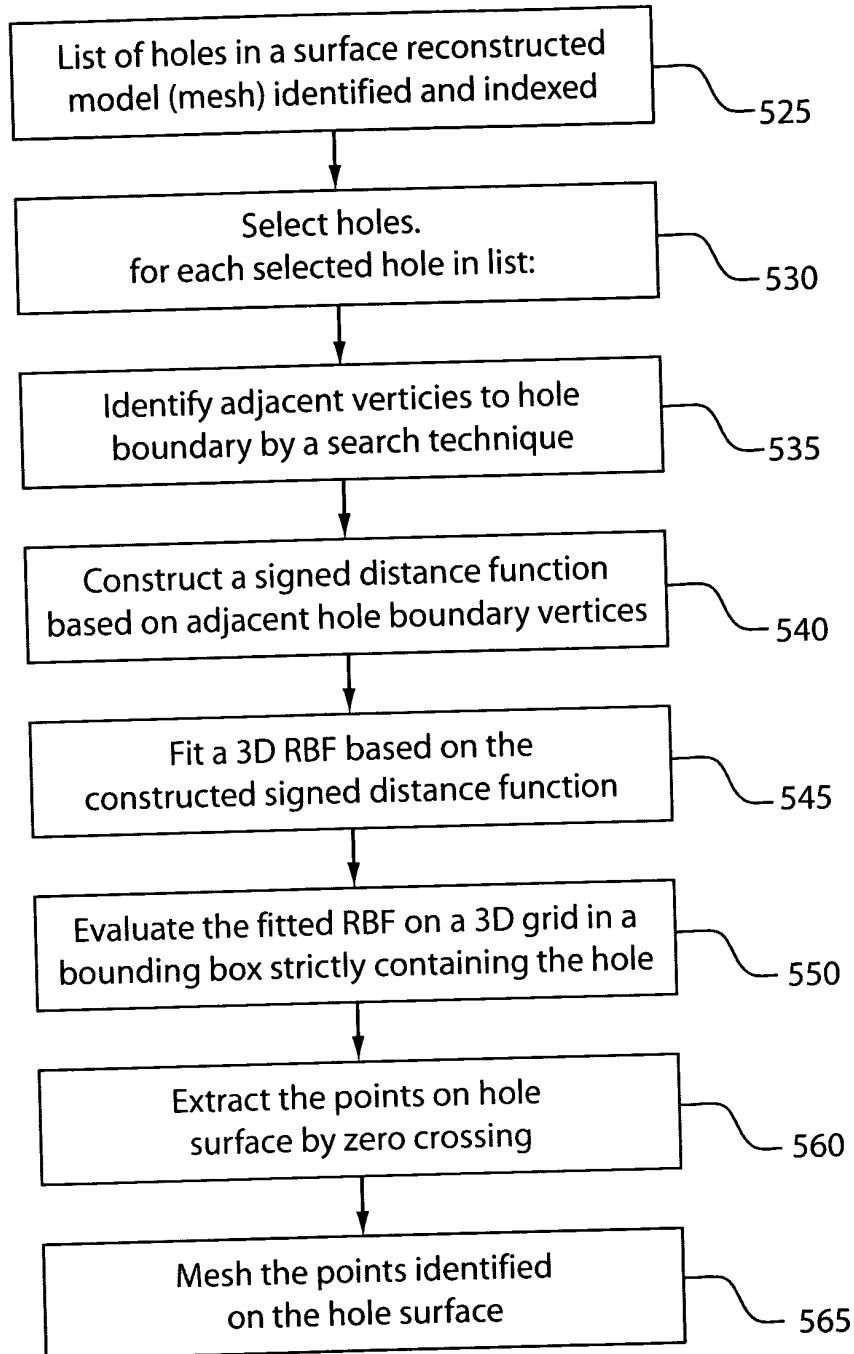 List of holes in a surface reconstructed
model (mesh) identified and indexed
525
Select holes.
for each selected hole in list:
530
Identify adjacent verticies to hole
boundary by a search technique
535
Construct a signed distance function
based on adjacent hole boundary vertices
540
Fit a 3D RBF based on the
constructed signed distance function
545
Evaluate the fitted RBF on a 3D grid in a
bounding box strictly containing the hole
550
Extract the points on hole
surface by zero crossing
560
Mesh the points identified
on the hole surface
565